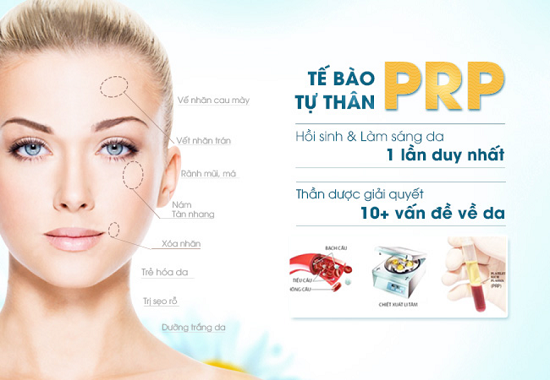 TẾ BÀO
TỰ THÂN
PRP
Hồi sinh & Làm sáng da
1 lần duy nhất
Thần dược giải quyết
10+ vấn đề về da
Vế nhăn cau mày
Vết nhăn trán
Rãnh mũi, má
Nám
Tàn nhang
Xóa nhăn
Trẻ hóa da
Trị sẹo rỗ
Dưỡng trắng da
BẠCH CẦU
TIỂU CẦU
HỒNG CẦU
CHIẾT XUẤT LI TÂM
(PRP)